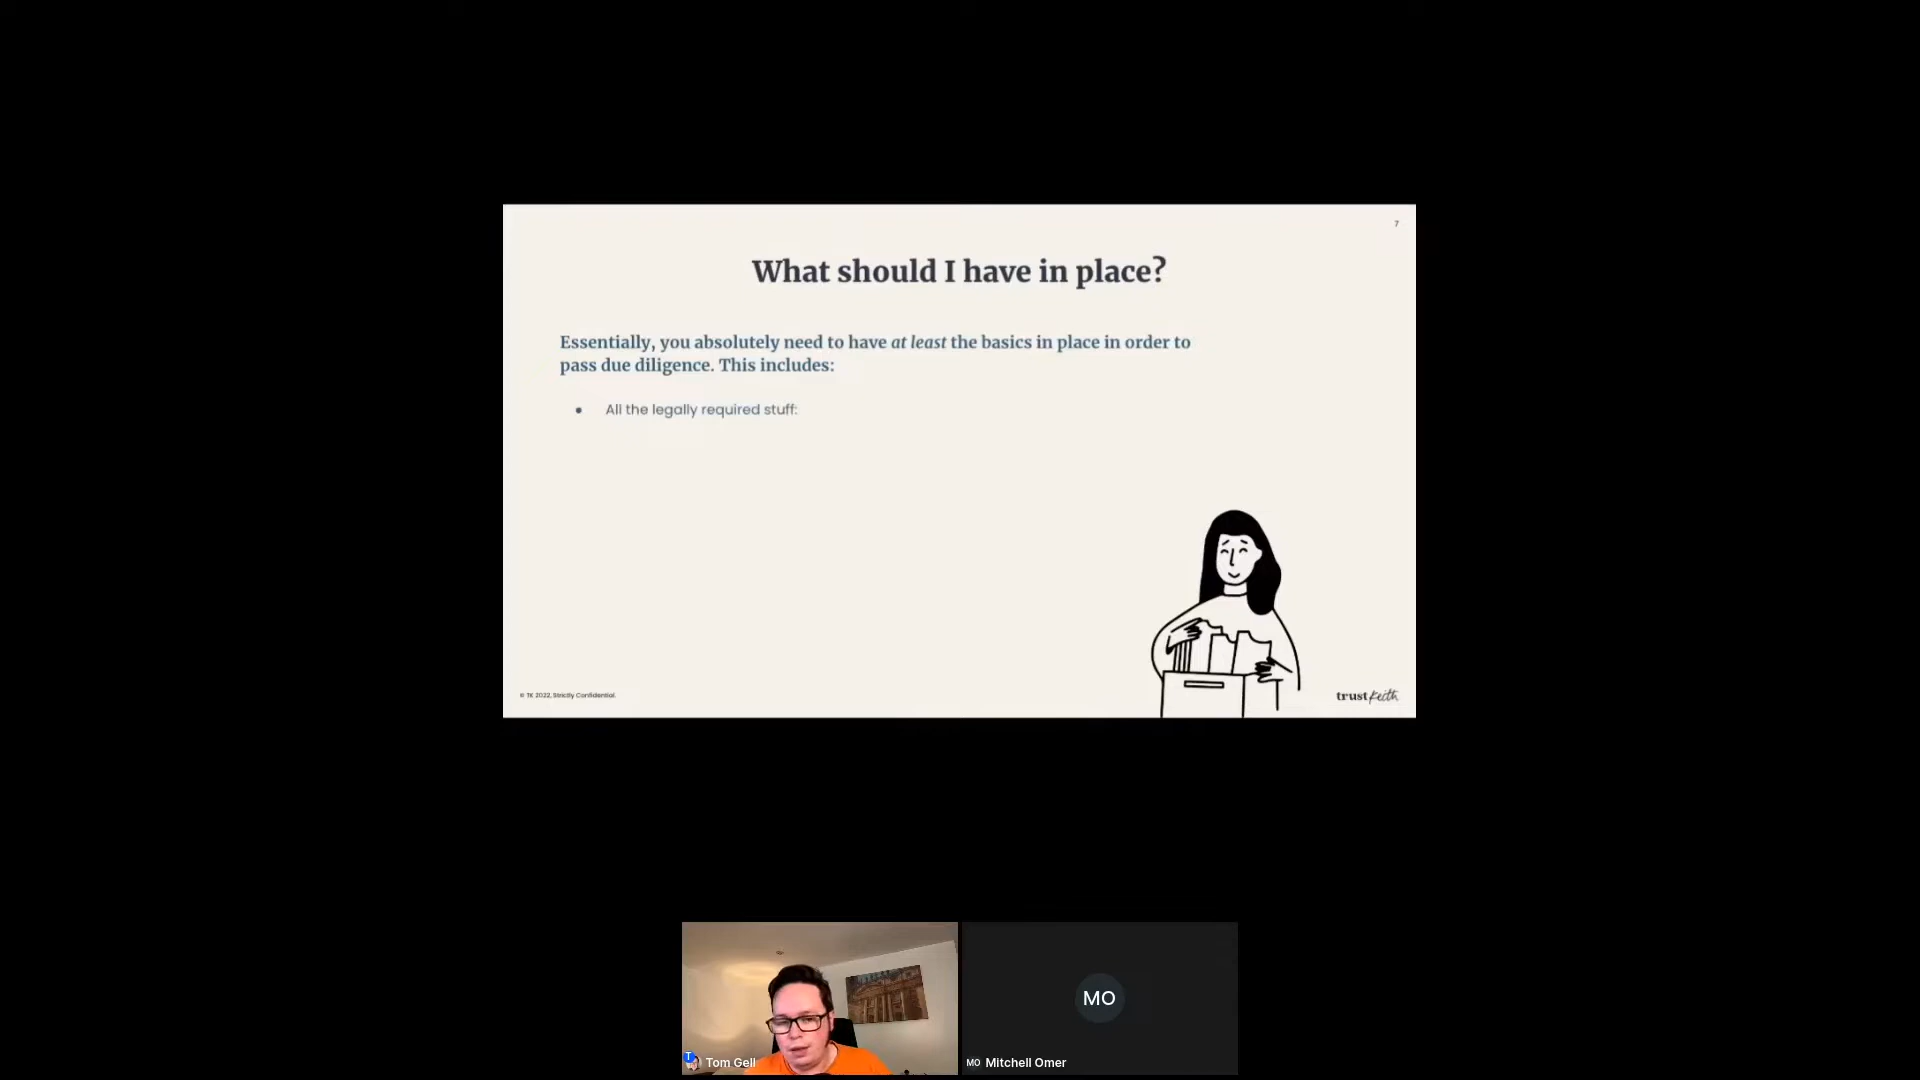 7
What should I have in place?
Essentially, you absolutely need to have at least the basics in place in order to
pass due diligence. This includes:
● All the legally required stuff:
© TK 2022, Strictly Confidential.
trust Keith
MO
T
Tom Gell
MO Mitchell Omer